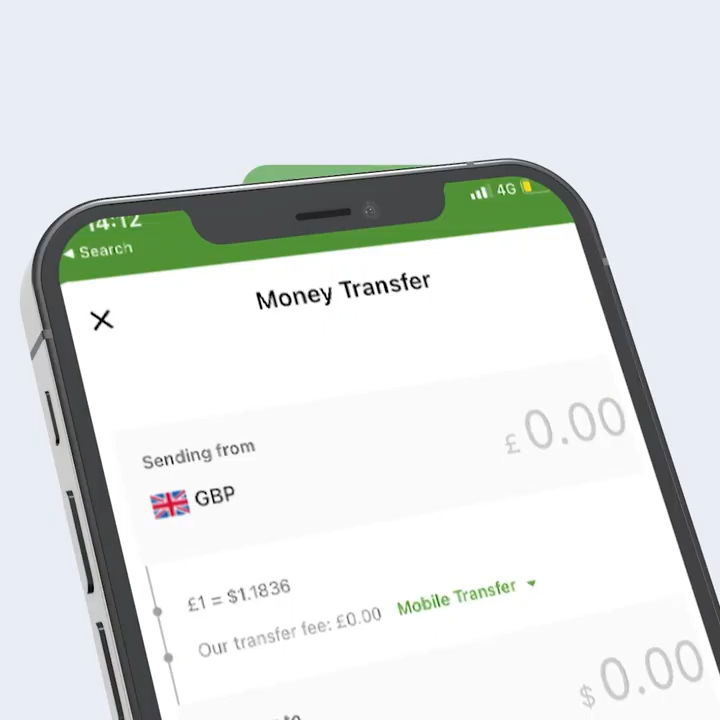 14:12
4G
◀ Search
Money Transfer
Sending from
£0.00
GBP
£1 = $1.1836
Our transfer fee: £0.00 Mobile Transfer
$0.00